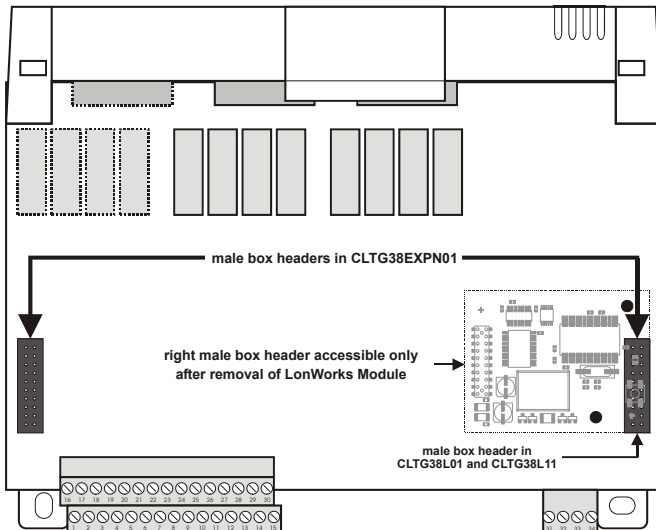 male box headers in CLTG38EXPN01
right male box header accessible only
after removal of LonWorks Module
male box header in
CLTG38L01 and CLTG38L11
16 17 18 19 20 21 22 23 24 25 26 27 28 29 30
1 2 3 4 5 6 7 8 9 10 11 12 13 14 15
31 32 33 34